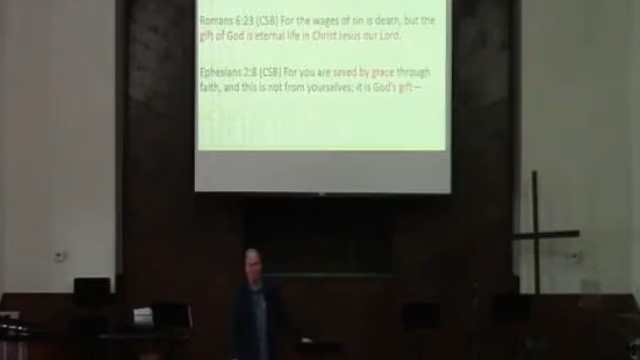 Romans 6:23 (CSB) For the wages of sin is death, but the
gift of God is eternal life in Christ Jesus our Lord.
Ephesians 2:8 (CSB) For you are saved by grace through
faith, and this is not from yourselves; it is God's gift –